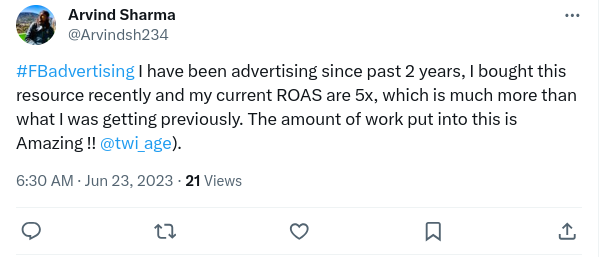 Arvind Sharma
@Arvindsh234
#FBadvertising I have been advertising since past 2 years, I bought this
resource recently and my current ROAS are 5x, which is much more than
what I was getting previously. The amount of work put into this is
Amazing !! @twi_age).
6:30 AM · Jun 23, 2023 · 21 Views